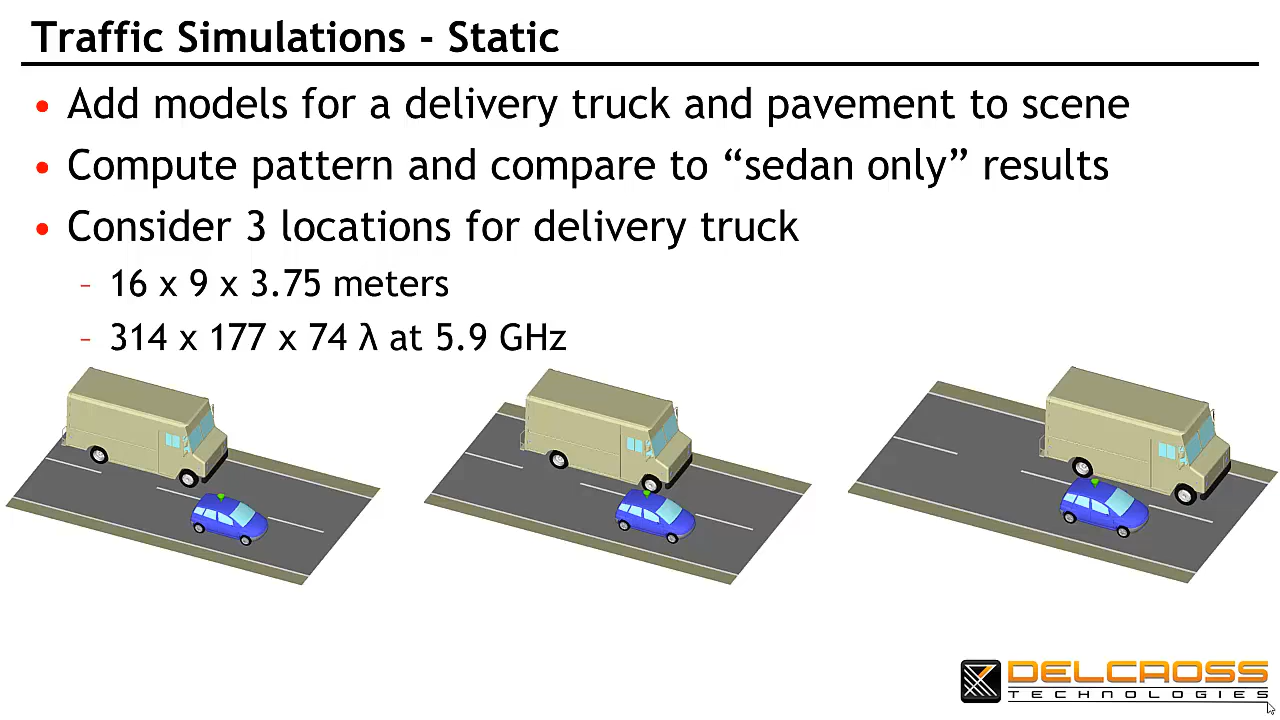 Traffic Simulations - Static
• Add models for a delivery truck and pavement to scene
• Compute pattern and compare to “sedan only” results
• Consider 3 locations for delivery truck
– 16 x 9 x 3.75 meters
– 314 x 177 x 74 λ at 5.9 GHz
DELCROSS
TECHNOLOGIES